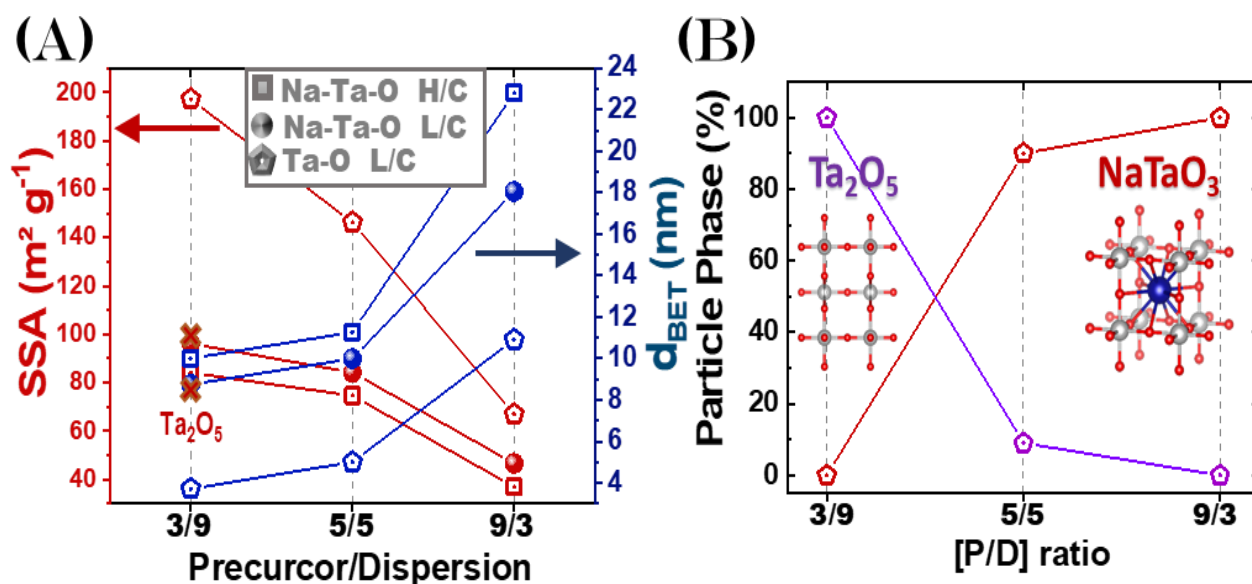 (A)
SSA (m² g⁻¹)
200
180
160
140
120
100
80
60
40
Na-Ta-O H/C
Na-Ta-O L/C
Ta-O L/C
Ta₂O₅
24
22
20
18
16
14
12
10
8
6
4
d_BET (nm)
3/9
5/5
9/3
Precurcor/Dispersion
(B)
Particle Phase (%)
100
80
60
40
20
0
Ta₂O₅
NaTaO₃
3/9
5/5
9/3
[P/D] ratio